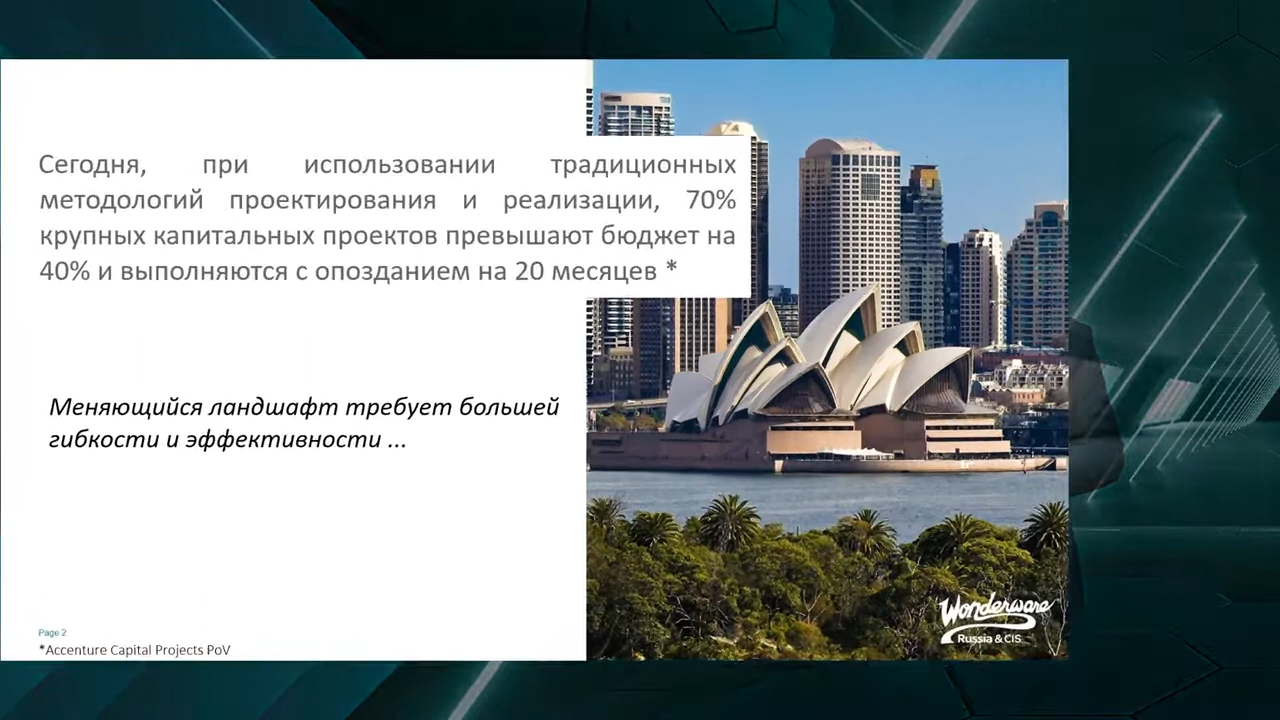 Сегодня, при использовании традиционных
методологий проектирования и реализации, 70%
крупных капитальных проектов превышают бюджет на
40% и выполняются с опозданием на 20 месяцев *
Меняющийся ландшафт требует большей
гибкости и эффективности ...
Page 2
*Accenture Capital Projects PoV
Wonderware
Russia & CIS